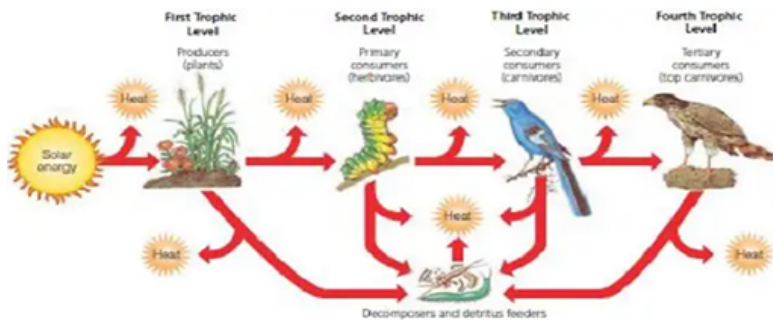 First Trophic
Level
Second Trophic
Level
Third Trophic
Level
Fourth Trophic
Level
Producers
(plants)
Primary
consumers
(herbivores)
Secondary
consumers
(carnivores)
Tertiary
consumers
(top carnivores)
Heat
Heat
Heat
Heat
Solar
energy
Heat
Heat
Heat
Decomposers and detritus feeders